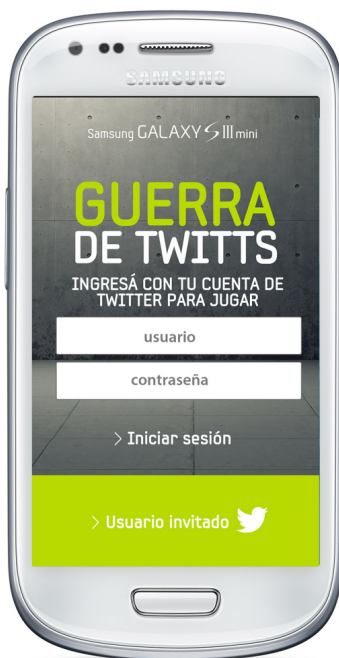 SAMSUNG
Samsung GALAXY S III mini
GUERRA
DE TWITTS
INGRESÁ CON TU CUENTA DE
TWITTER PARA JUGAR
usuario
contraseña
> Iniciar sesión
> Usuario invitado